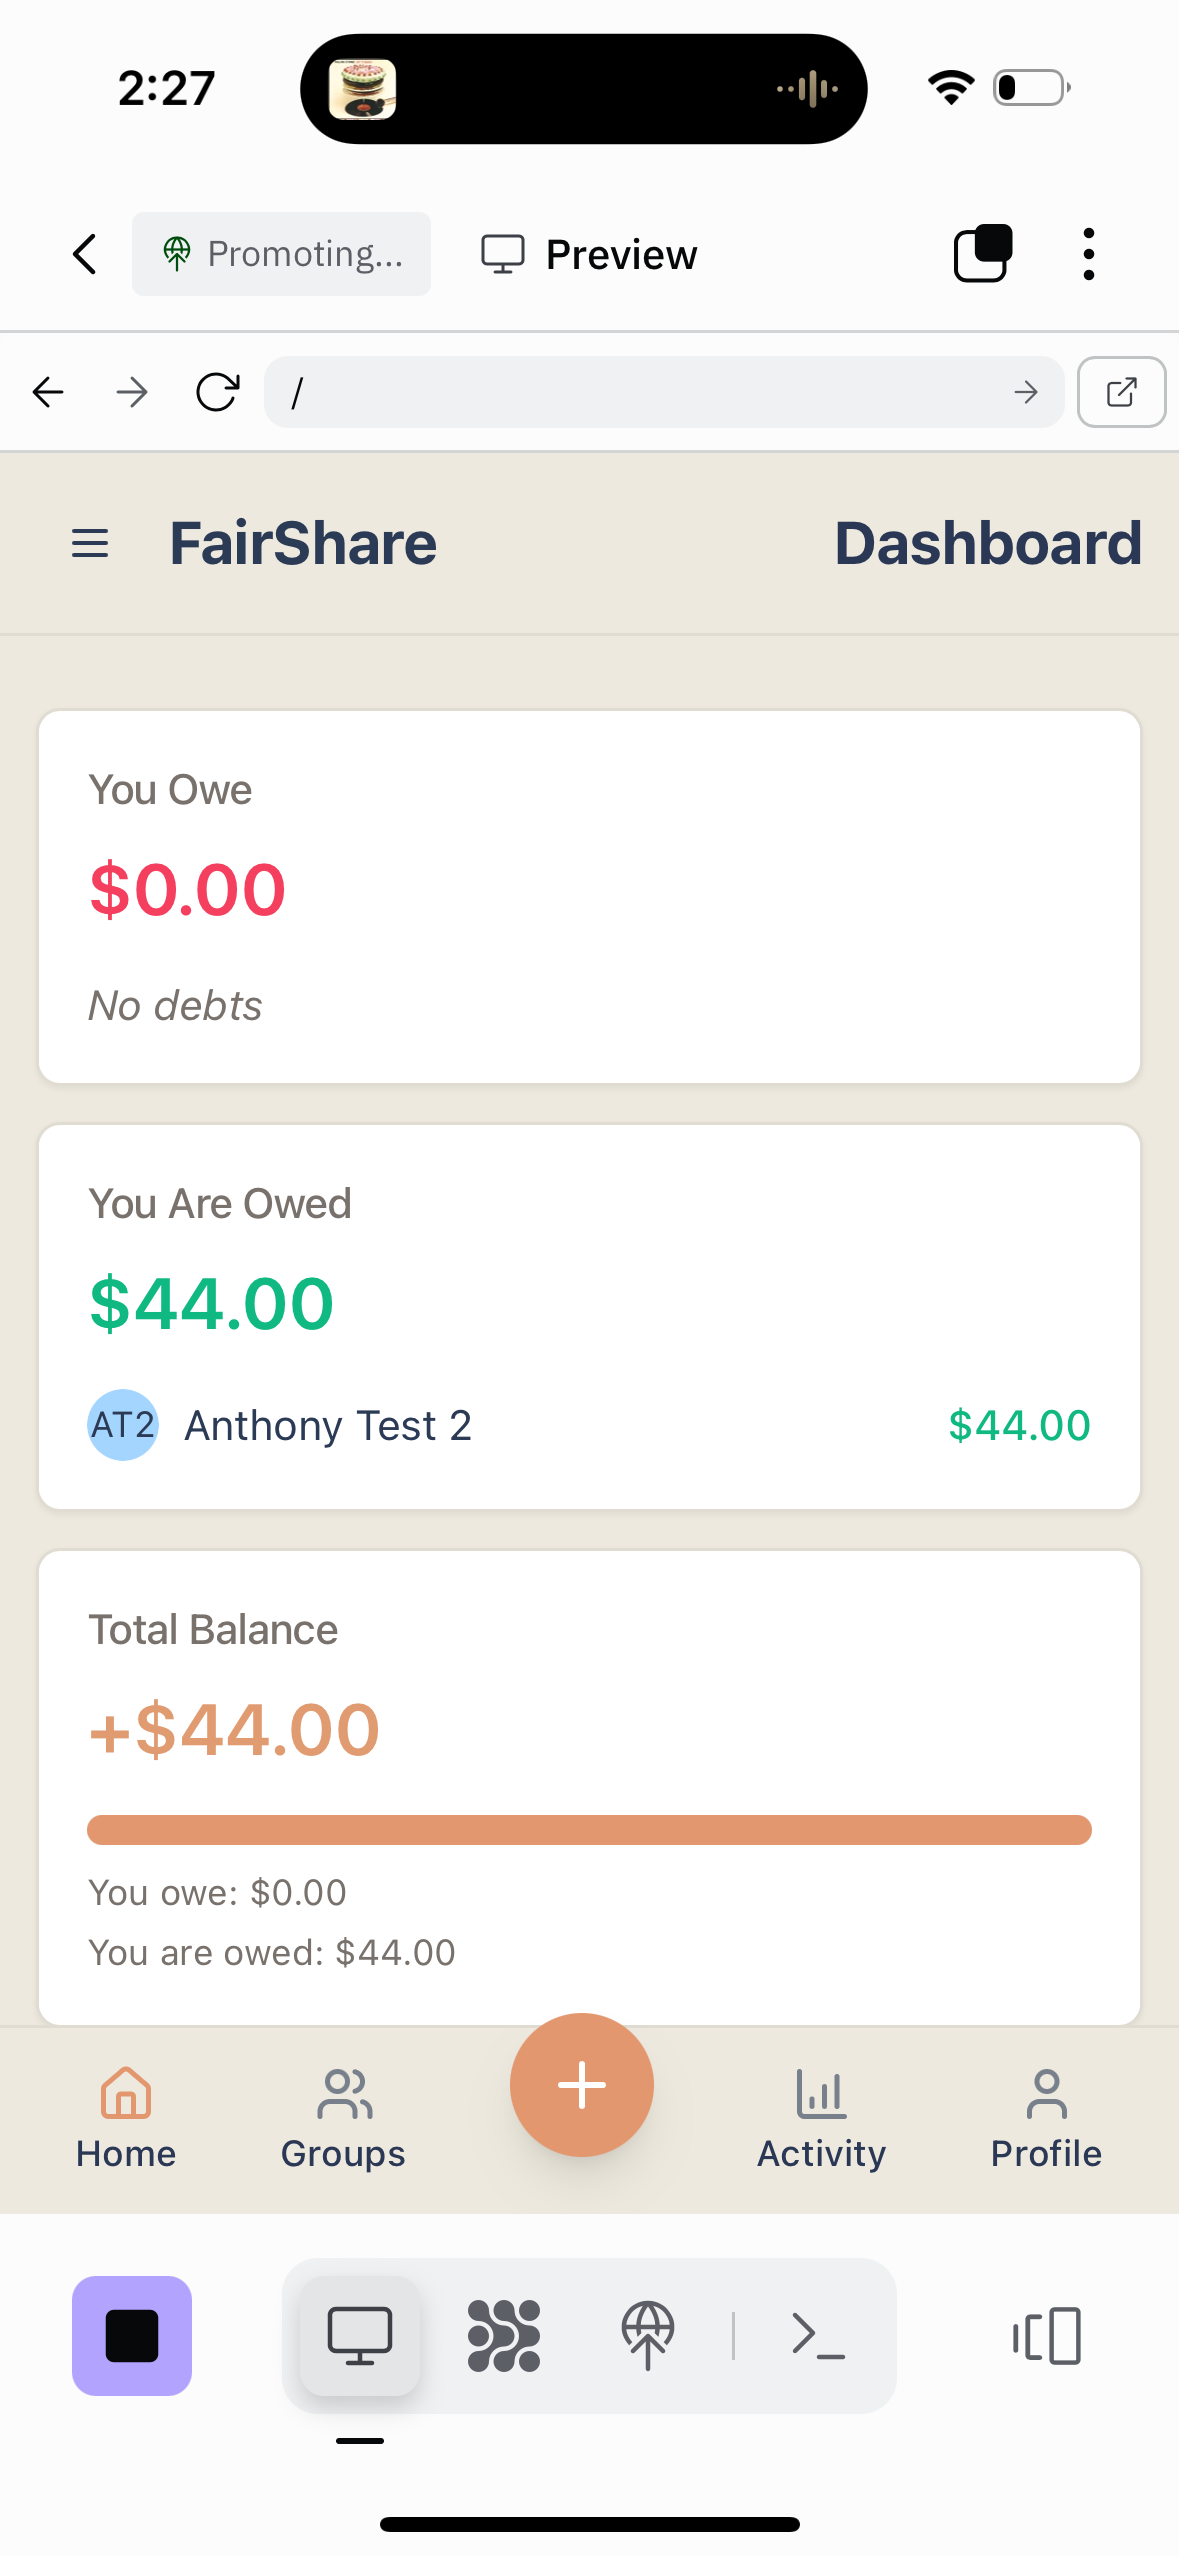 2:27
Promoting...
Preview
/
FairShare
Dashboard
You Owe
$0.00
No debts
You Are Owed
$44.00
AT2 Anthony Test 2 $44.00
Total Balance
+$44.00
You owe: $0.00
You are owed: $44.00
Home Groups Activity Profile